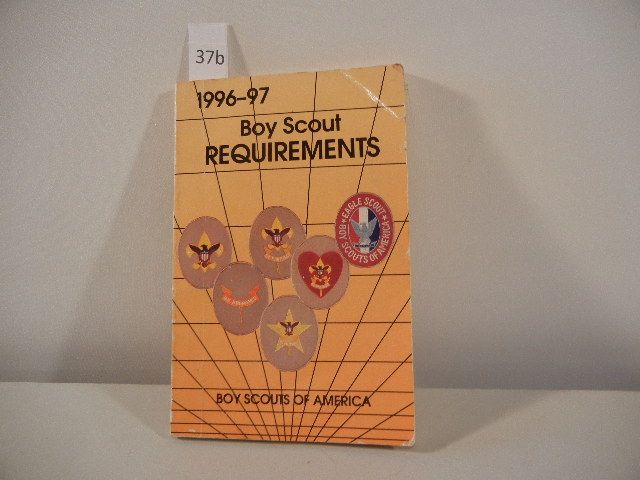 37b
1996-97
Boy Scout
REQUIREMENTS
EAGLE SCOUT
BOY SCOUTS OF AMERICA
BOY SCOUTS OF AMERICA